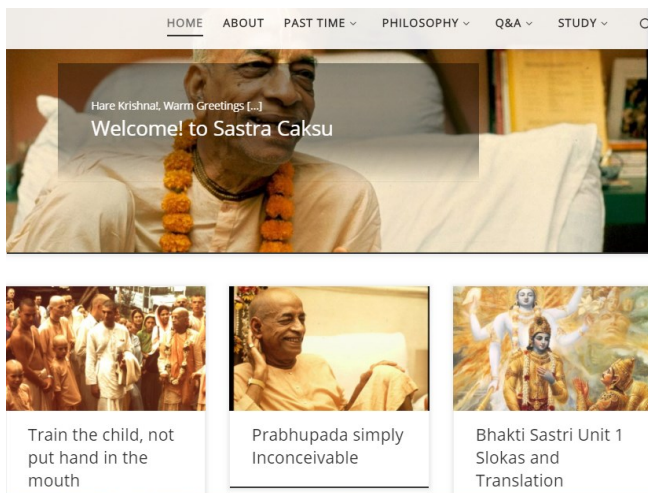 HOME ABOUT PAST TIME PHILOSOPHY Q&A STUDY
Hare Krishna!, Warm Greetings [...]
Welcome! to Sastra Caksu
Train the child, not
put hand in the
mouth
Prabhupada simply
Inconceivable
Bhakti Sastri Unit 1
Slokas and
Translation